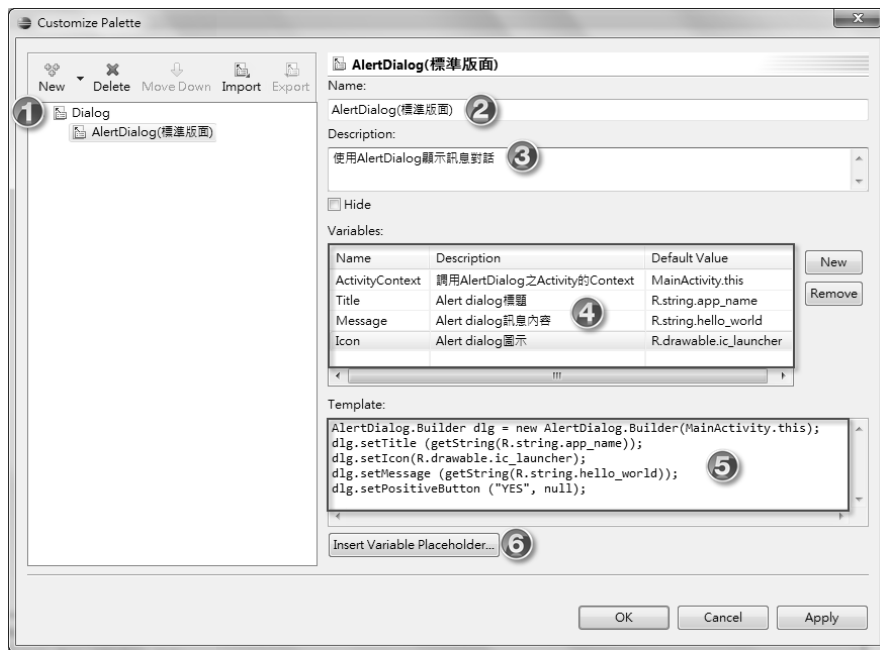 Customize Palette
New Delete Move Down Import Export
1 Dialog
AlertDialog(標準版面)
AlertDialog(標準版面)
Name:
AlertDialog(標準版面) 2
Description:
使用AlertDialog顯示訊息對話 3
Hide
Variables:
Name Description Default Value
ActivityContext 調用AlertDialog之Activity的Context MainActivity.this
Title Alert dialog標題 R.string.app_name
Message Alert dialog訊息內容 R.string.hello_world
Icon Alert dialog圖示 R.drawable.ic_launcher
4
New
Remove
Template:
AlertDialog.Builder dlg = new AlertDialog.Builder(MainActivity.this);
dlg.setTitle (getString(R.string.app_name));
dlg.setIcon(R.drawable.ic_launcher);
dlg.setMessage (getString(R.string.hello_world));
dlg.setPositiveButton ("YES", null);
5
Insert Variable Placeholder... 6
OK Cancel Apply